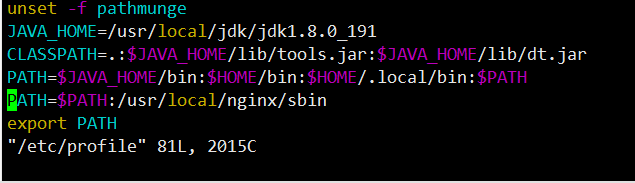 unset -f pathmunge
JAVA_HOME=/usr/local/jdk/jdk1.8.0_191
CLASSPATH=.:$JAVA_HOME/lib/tools.jar:$JAVA_HOME/lib/dt.jar
PATH=$JAVA_HOME/bin:$HOME/bin:$HOME/.local/bin:$PATH
PATH=$PATH:/usr/local/nginx/sbin
export PATH
"/etc/profile" 81L, 2015C